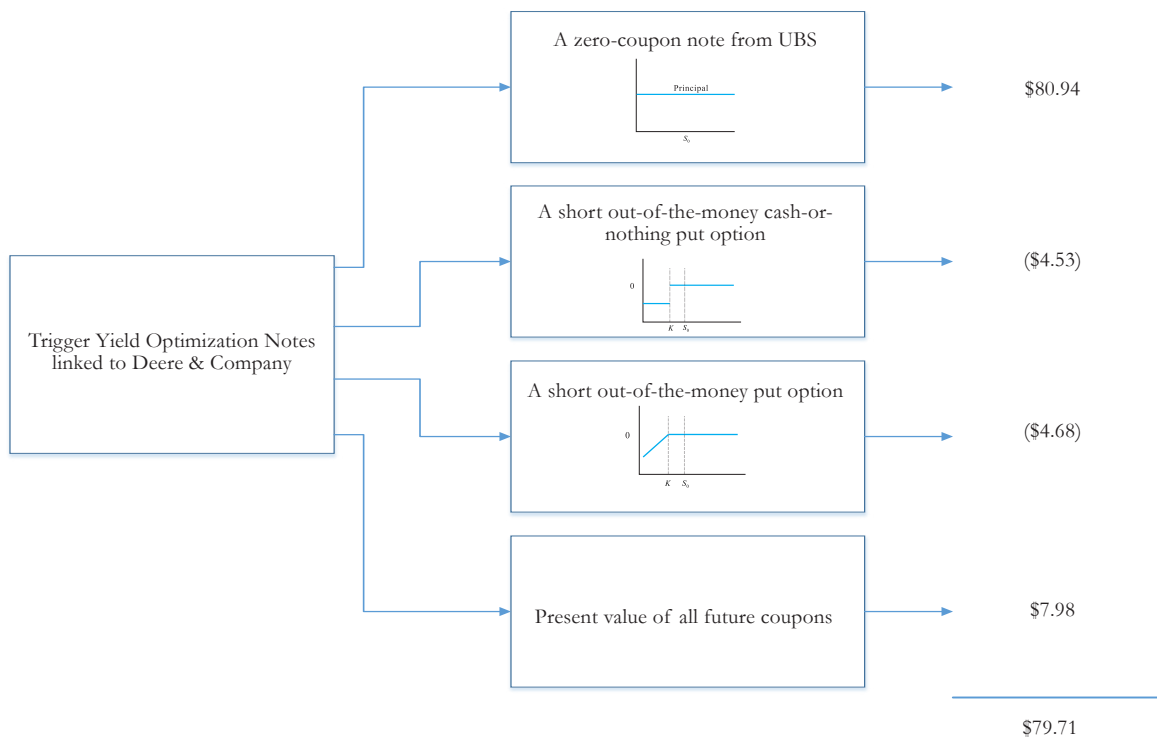 A zero-coupon note from UBS
Principal
S₀
$80.94
A short out-of-the-money cash-or-
nothing put option
0
K S₀
($4.53)
Trigger Yield Optimization Notes
linked to Deere & Company
A short out-of-the-money put option
0
K S₀
($4.68)
Present value of all future coupons
$7.98
$79.71